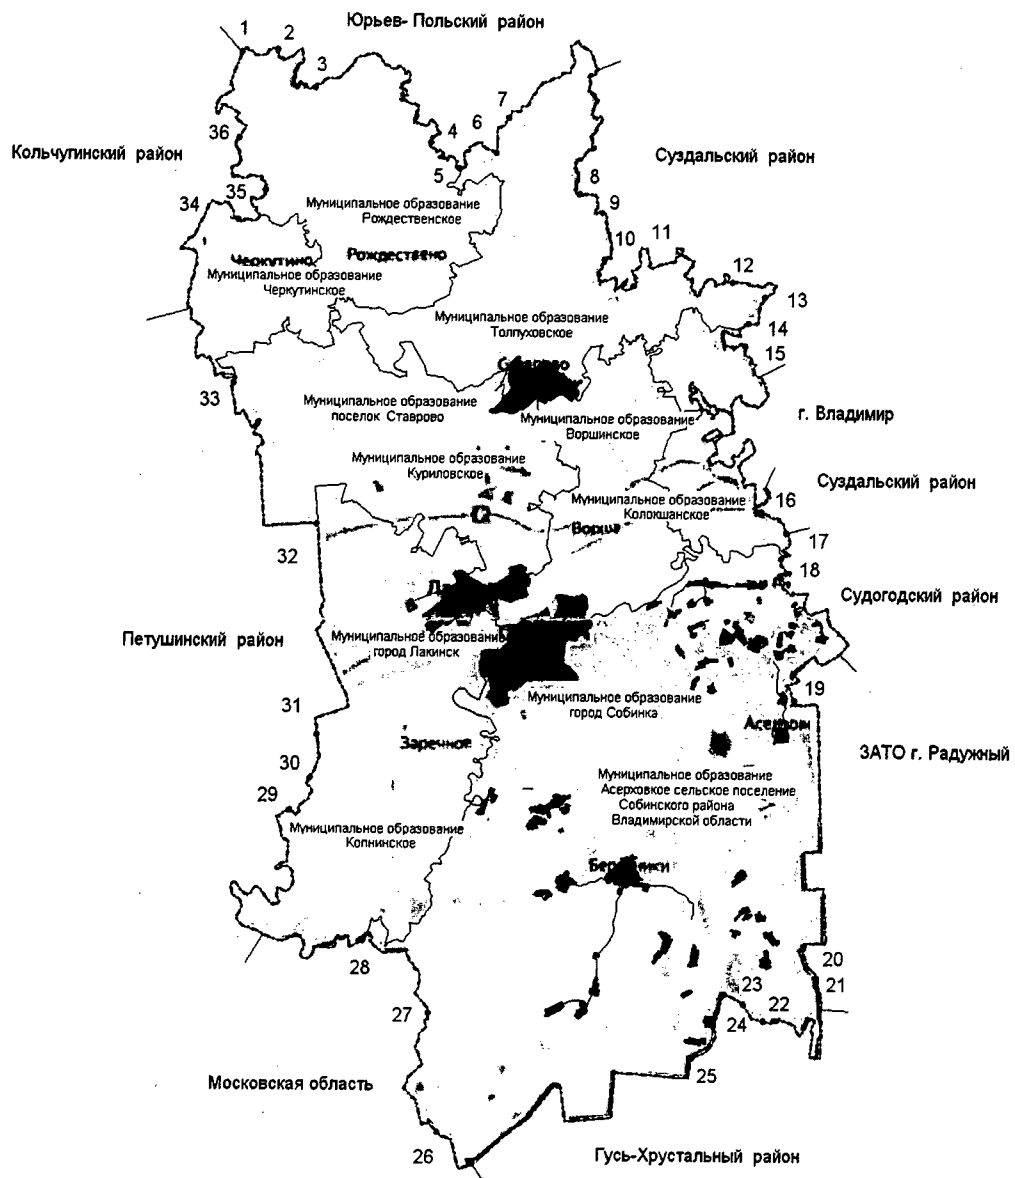 Юрьев- Польский район
1
2
3
7
4
6
36
Кольчугинский район
Суздальский район
5
8
35
34
Муниципальное образование
Рождественское
9
10
11
Черкутино
Рождествено
Муниципальное образование
Черкутинское
12
13
Муниципальное образование
Толпуховское
14
15
Ставрово
33
Муниципальное образование
поселок Ставрово
Муниципальное образование
Воршинское
г. Владимир
Муниципальное образование
Куриловское
Суздальский район
Муниципальное образование
Колокшанское
16
Ворша
17
32
18
Судогодский район
Петушинский район
Муниципальное образование
город Лакинск
19
Муниципальное образование
город Собинка
31
Асерхово
Заречное
ЗАТО г. Радужный
30
Муниципальное образование
Асерховкое сельское поселение
Собинского района
Владимирской области
29
Муниципальное образование
Копнинское
28
20
21
23
22
27
24
25
Московская область
26
Гусь-Хрустальный район